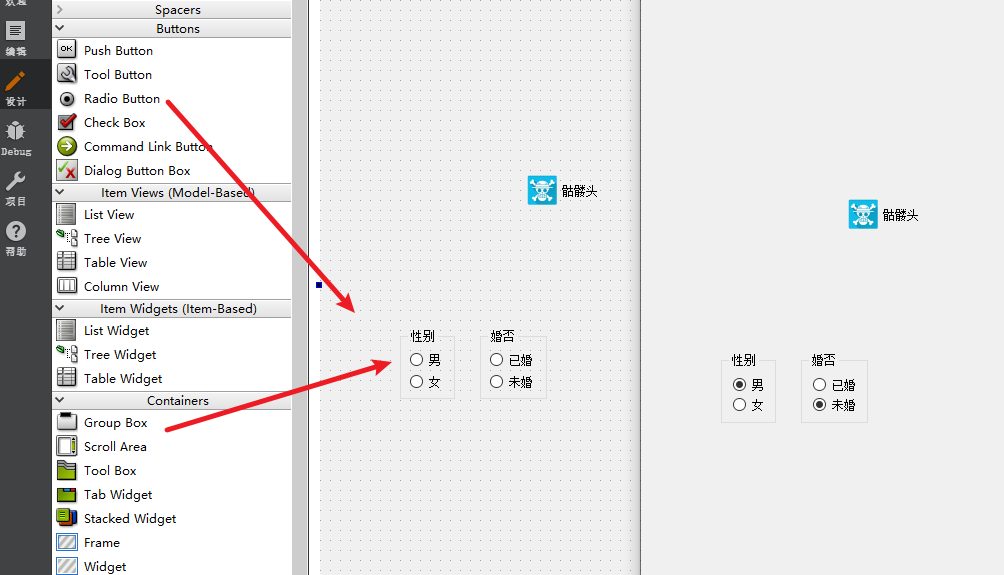 欢迎
编辑
设计
Debug
项目
帮助
Spacers
Buttons
OK
Push Button
Tool Button
Radio Button
Check Box
Command Link Button
Dialog Button Box
Item Views (Model-Based)
List View
Tree View
Table View
Column View
Item Widgets (Item-Based)
List Widget
Tree Widget
Table Widget
Containers
Group Box
Scroll Area
Tool Box
Tab Widget
Stacked Widget
Frame
Widget
骷髅头
性别
男
女
婚否
已婚
未婚
骷髅头
性别
男
女
婚否
已婚
未婚